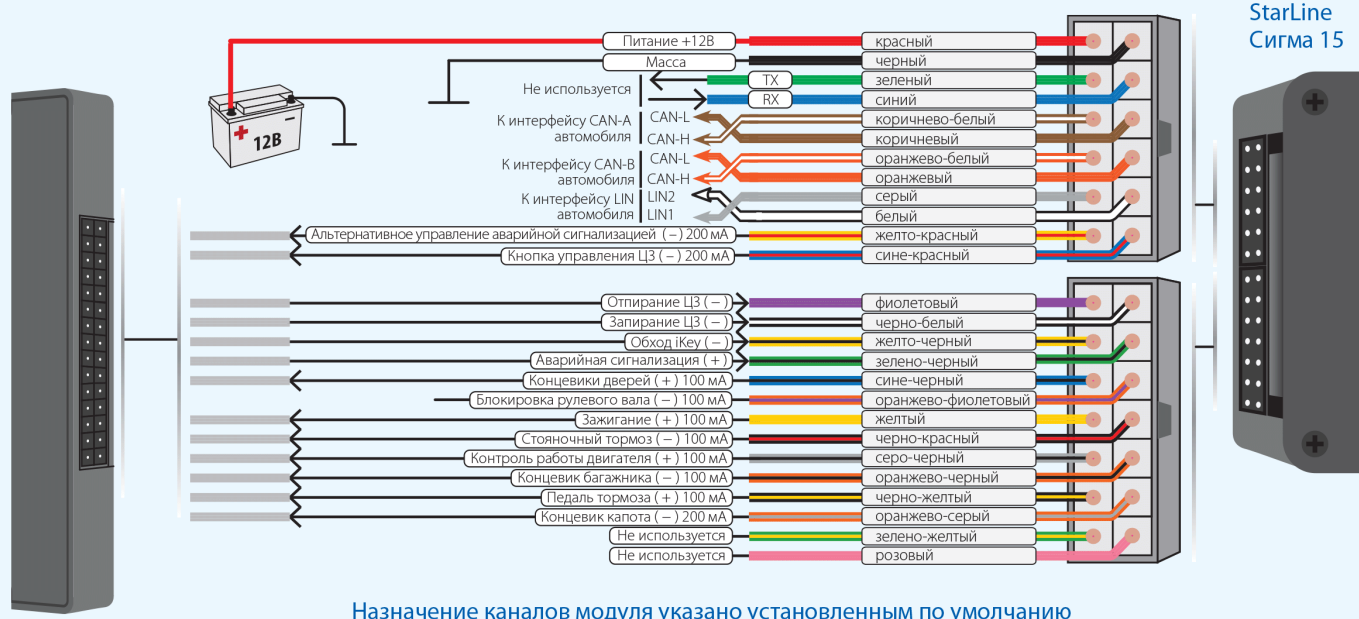 StarLine
Сигма 15
Питание +12В
красный
Масса
черный
Не используется
TX
зеленый
RX
синий
К интерфейсу CAN-A
автомобиля
CAN-L
коричнево-белый
CAN-H
коричневый
К интерфейсу CAN-B
автомобиля
CAN-L
оранжево-белый
CAN-H
оранжевый
К интерфейсу LIN
автомобиля
LIN2
серый
LIN1
белый
12В
Альтернативное управление аварийной сигнализацией (–) 200 мА
желто-красный
Кнопка управления ЦЗ (–) 200 мА
сине-красный
Отпирание ЦЗ (–)
фиолетовый
Запирание ЦЗ (–)
черно-белый
Обход iKey (–)
желто-черный
Аварийная сигнализация (+)
зелено-черный
Концевики дверей (+) 100 мА
сине-черный
Блокировка рулевого вала (–) 100 мА
оранжево-фиолетовый
Зажигание (+) 100 мА
желтый
Стояночный тормоз (–) 100 мА
черно-красный
Контроль работы двигателя (+) 100 мА
серо-черный
Концевик багажника (–) 100 мА
оранжево-черный
Педаль тормоза (+) 100 мА
черно-желтый
Концевик капота (–) 200 мА
оранжево-серый
Не используется
зелено-желтый
Не используется
розовый
Назначение каналов модуля указано установленным по умолчанию